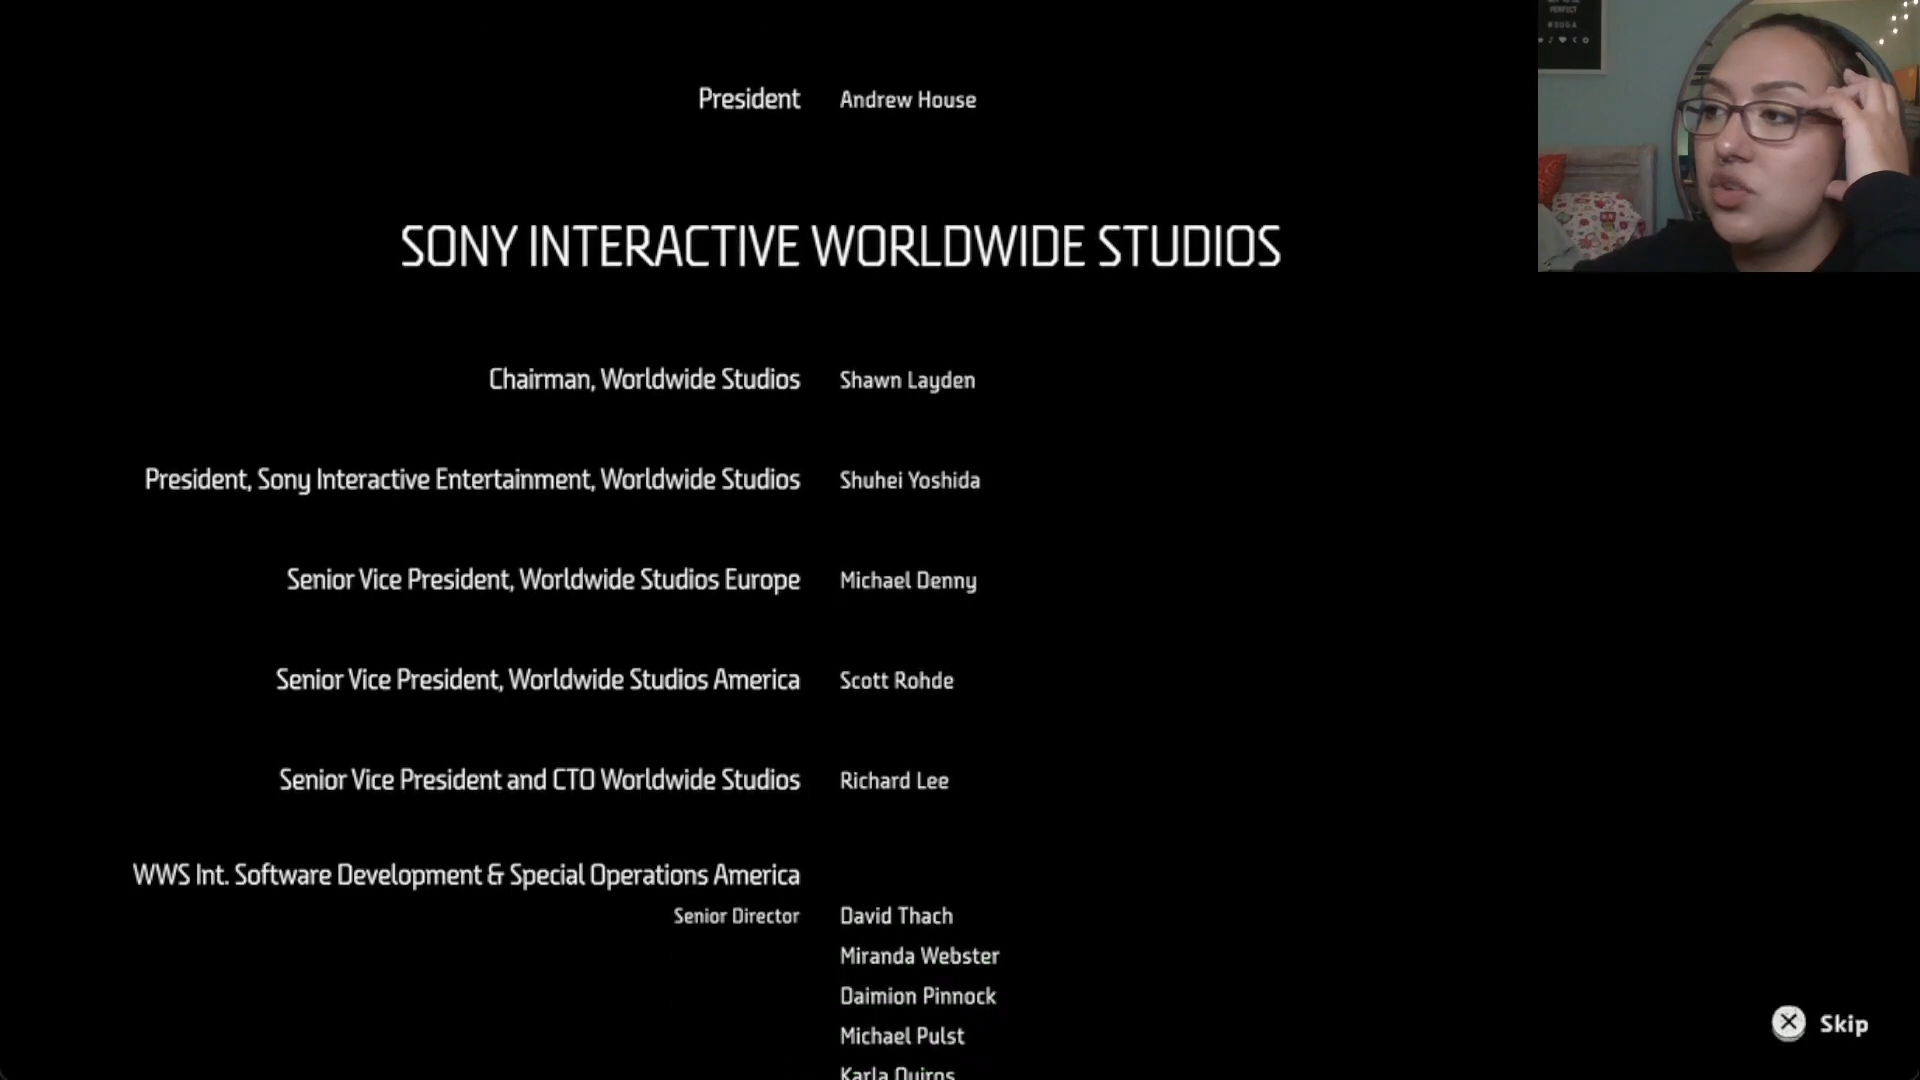 President Andrew House
SONY INTERACTIVE WORLDWIDE STUDIOS
Chairman, Worldwide Studios Shawn Layden
President, Sony Interactive Entertainment, Worldwide Studios Shuhei Yoshida
Senior Vice President, Worldwide Studios Europe Michael Denny
Senior Vice President, Worldwide Studios America Scott Rohde
Senior Vice President and CTO Worldwide Studios Richard Lee
WWS Int. Software Development & Special Operations America
Senior Director David Thach
Miranda Webster
Daimion Pinnock
Michael Pulst
Karla Quiros
Skip
PERFECT